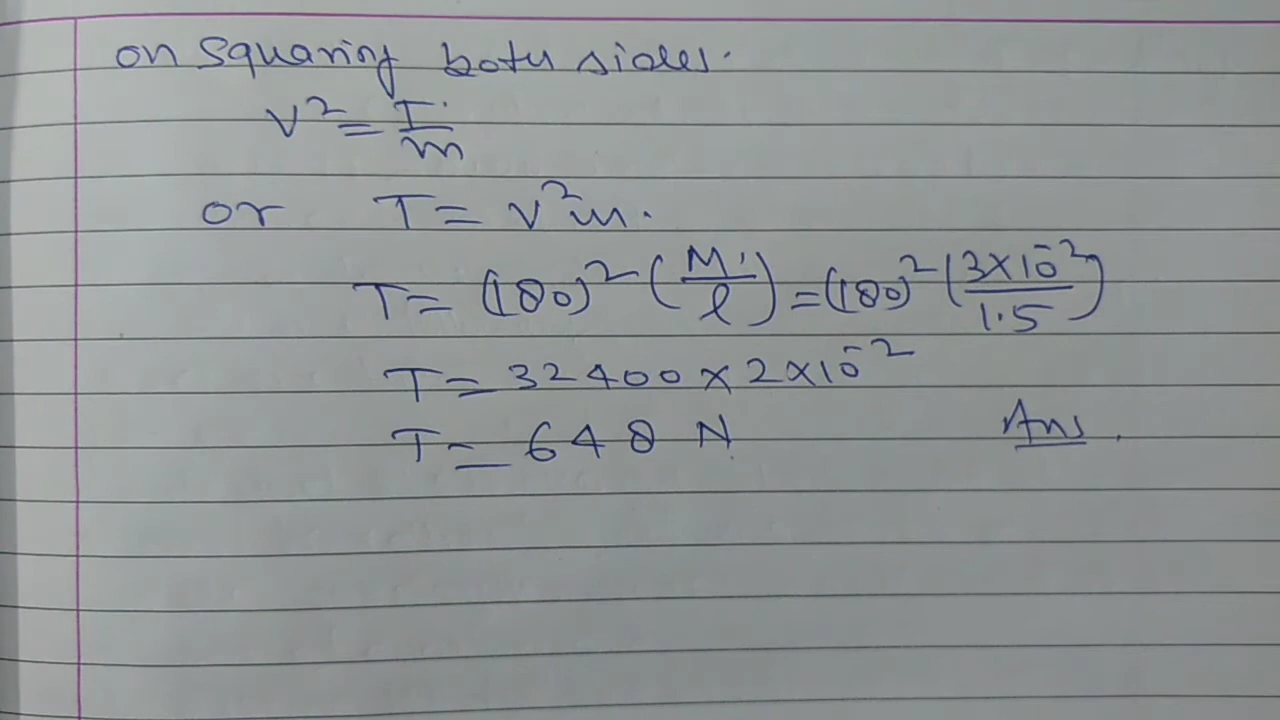 on squaring both sides.
V² = T/m
or T = v²m.
T = (180)² (M/l) = (180)² (3×10⁻²/1.5)
T = 32400 × 2×10⁻²
T = 648 N Ans.